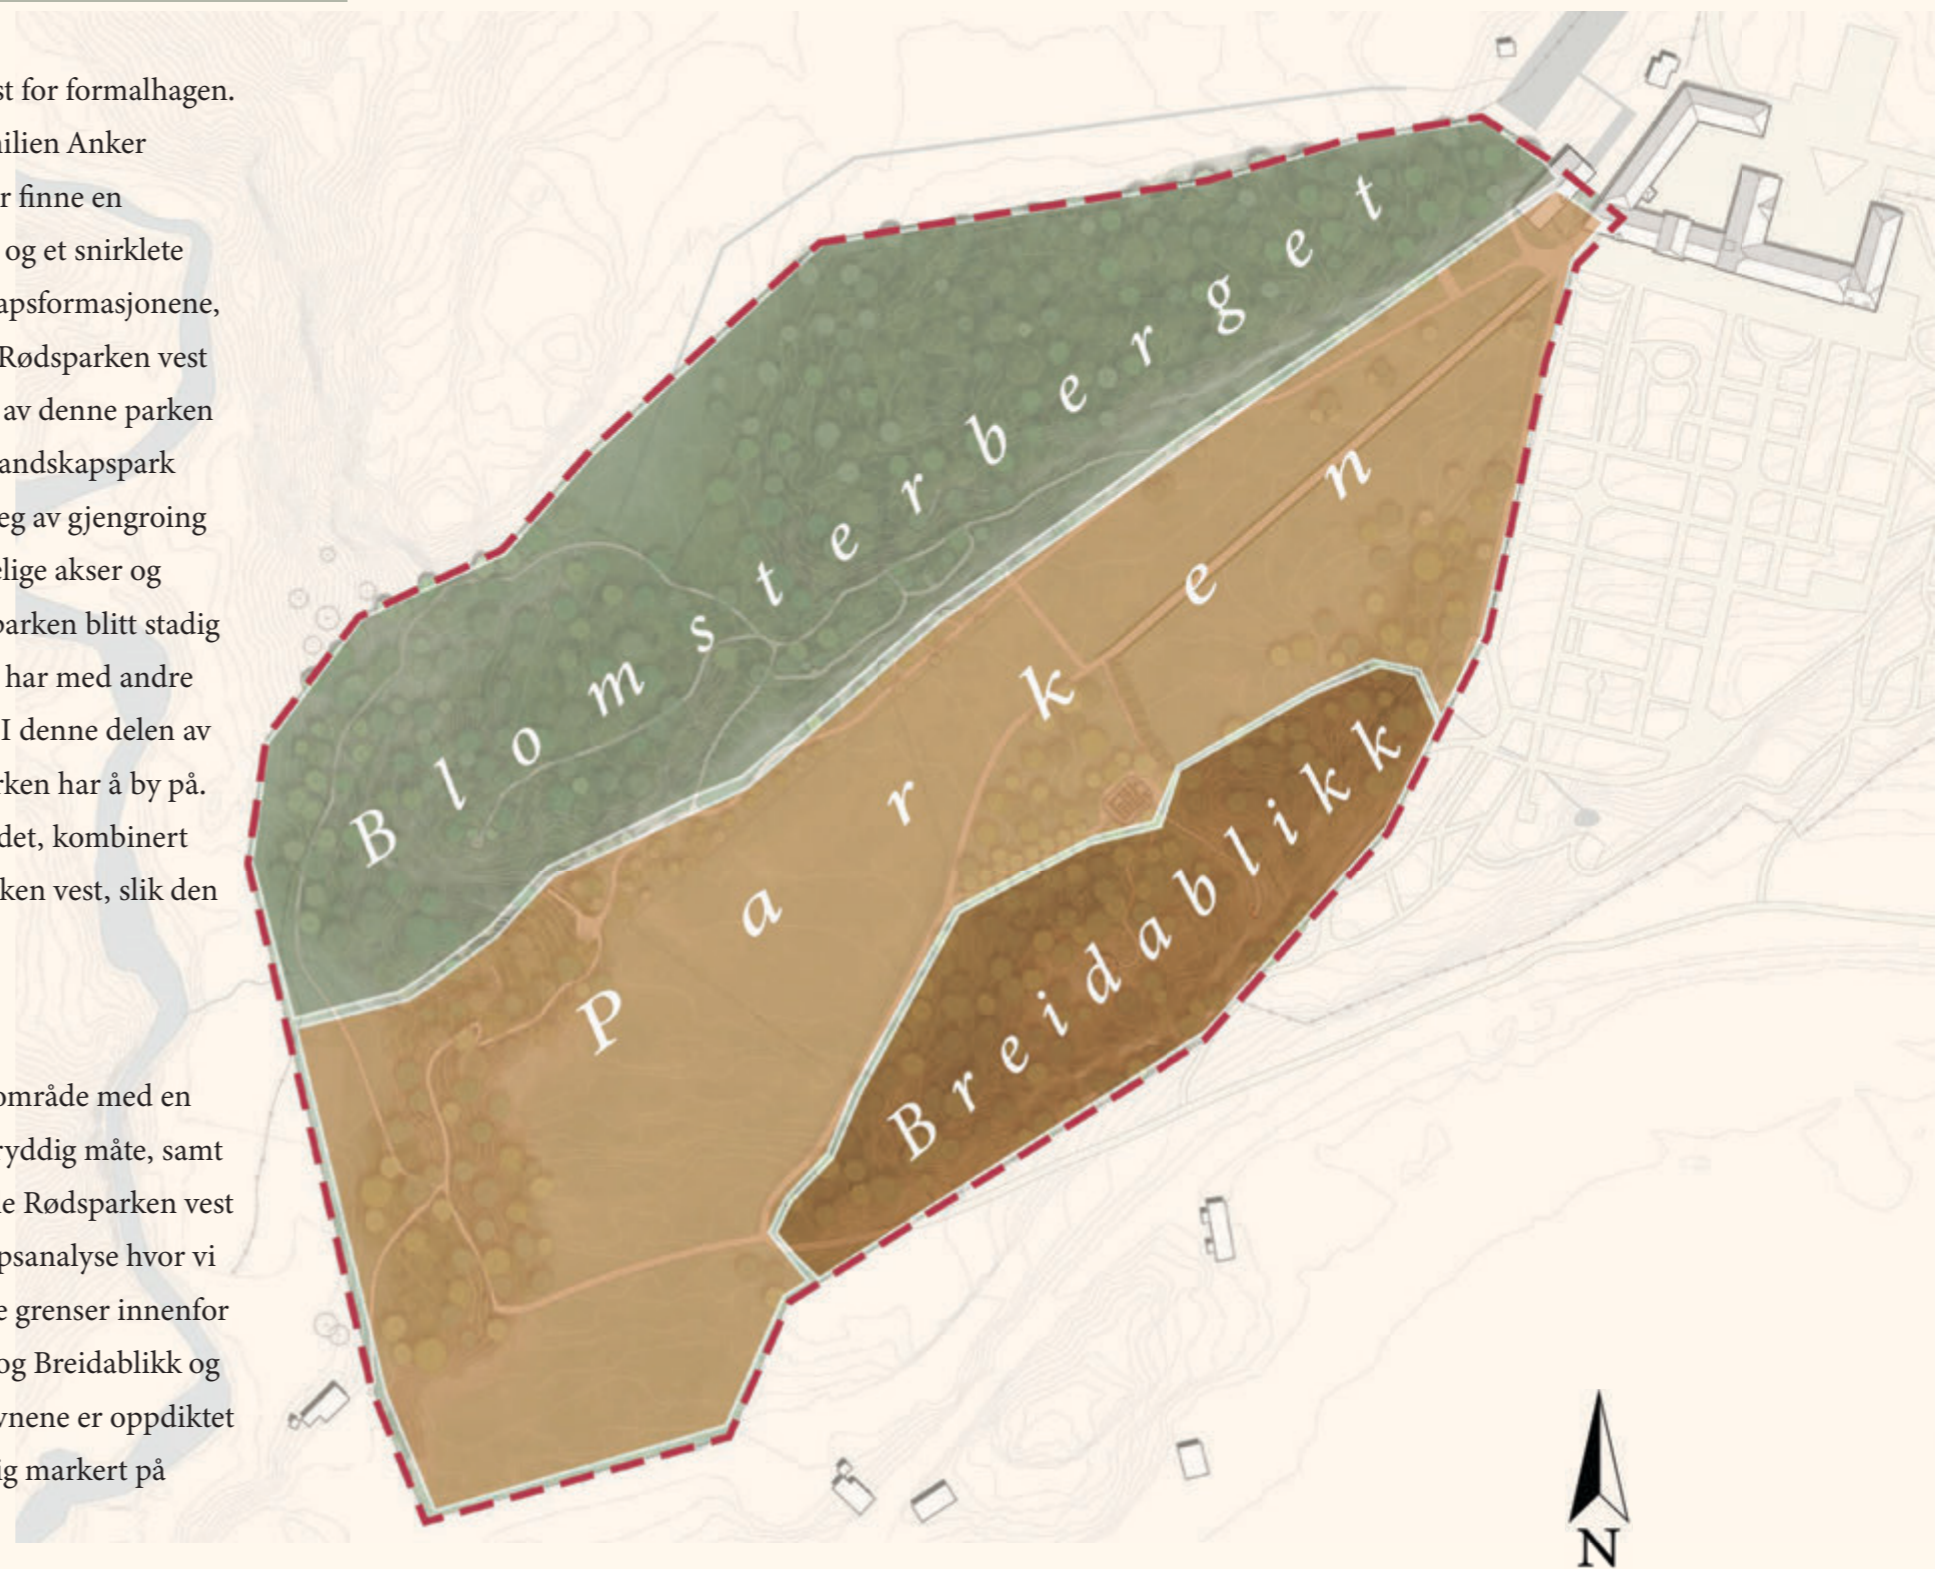 st for formalhagen.
nilien Anker
r finne en
og et snirklete
apsformasjonene,
Rødsparken vest
av denne parken
andskapspark
eg av gjengroing
elige akser og
parken blitt stadig
har med andre
I denne delen av
rken har å by på.
det, kombinert
ken vest, slik den
område med en
ryddig måte, samt
e Rødsparken vest
psanalyse hvor vi
e grenser innenfor
og Breidablikk og
vnene er oppdiktet
ig markert på
Blomsterberget
Parken
Breidablikk
N